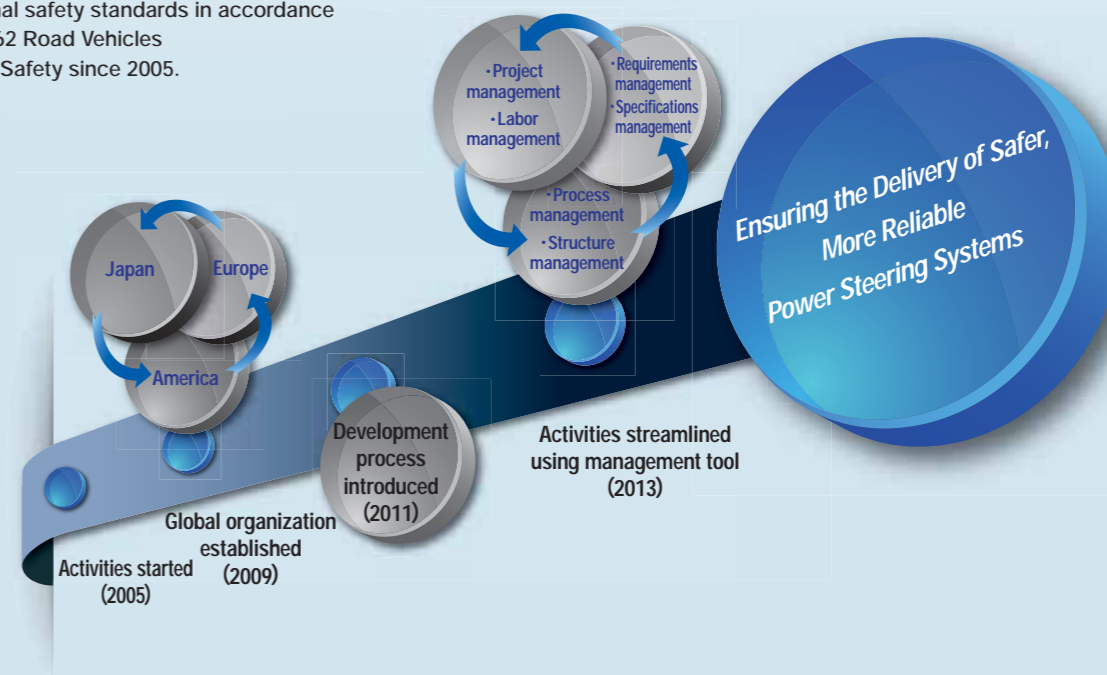 nal safety standards in accordance
62 Road Vehicles
Safety since 2005.
・Project
management
・Labor
management
・Requirements
management
・Specifications
management
・Process
management
・Structure
management
Japan
Europe
America
Ensuring the Delivery of Safer,
More Reliable
Power Steering Systems
Development
process
introduced
(2011)
Activities streamlined
using management tool
(2013)
Global organization
established
(2009)
Activities started
(2005)